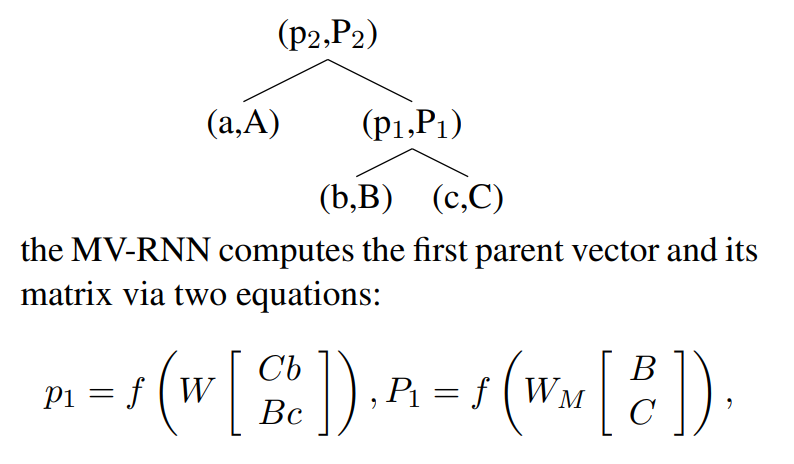 (p₂,P₂)
(a,A) (p₁,P₁)
(b,B) (c,C)
the MV-RNN computes the first parent vector and its
matrix via two equations:
p₁ = f ( W [ Cb Bc ] ) , P₁ = f ( W_M [ B C ] ) ,